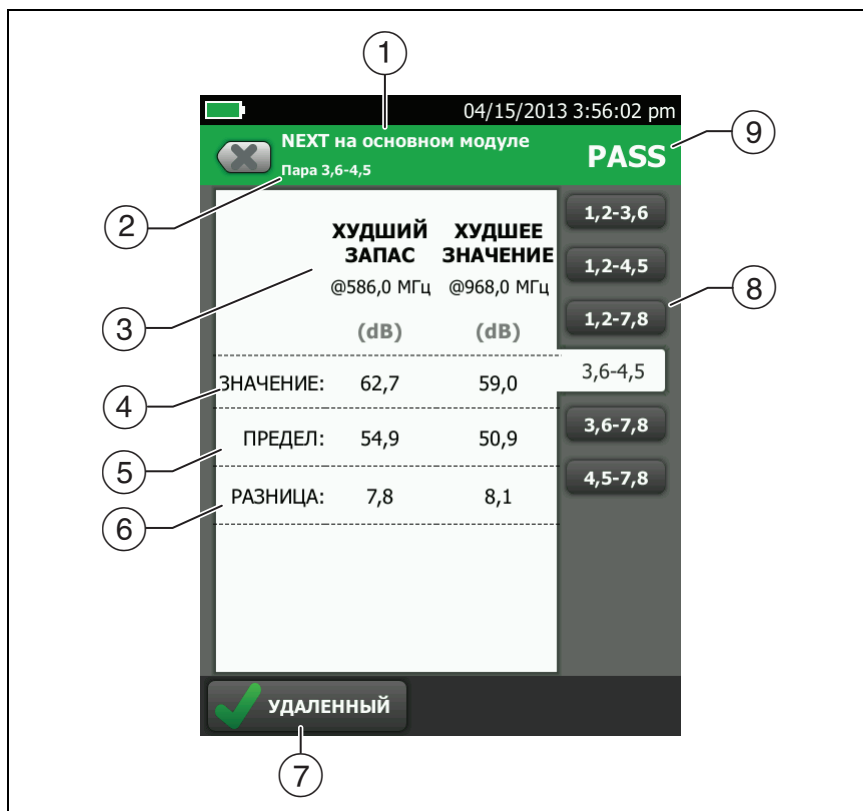 1
04/15/2013 3:56:02 pm
NEXT на основном модуле
PASS
9
Пара 3,6-4,5
2
ХУДШИЙ ЗАПАС
ХУДШЕЕ ЗНАЧЕНИЕ
@586,0 МГц @968,0 МГц
(dB) (dB)
3
1,2-3,6
1,2-4,5
8
1,2-7,8
3,6-4,5
3,6-7,8
4,5-7,8
ЗНАЧЕНИЕ: 62,7 59,0
4
ПРЕДЕЛ: 54,9 50,9
5
РАЗНИЦА: 7,8 8,1
6
УДАЛЕННЫЙ
7